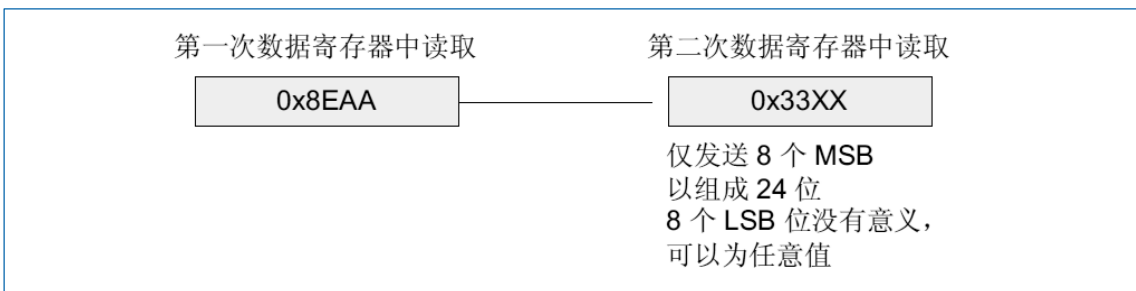 第一次数据寄存器中读取
第二次数据寄存器中读取
0x8EAA
0x33XX
仅发送 8 个 MSB
以组成 24 位
8 个 LSB 位没有意义，
可以为任意值